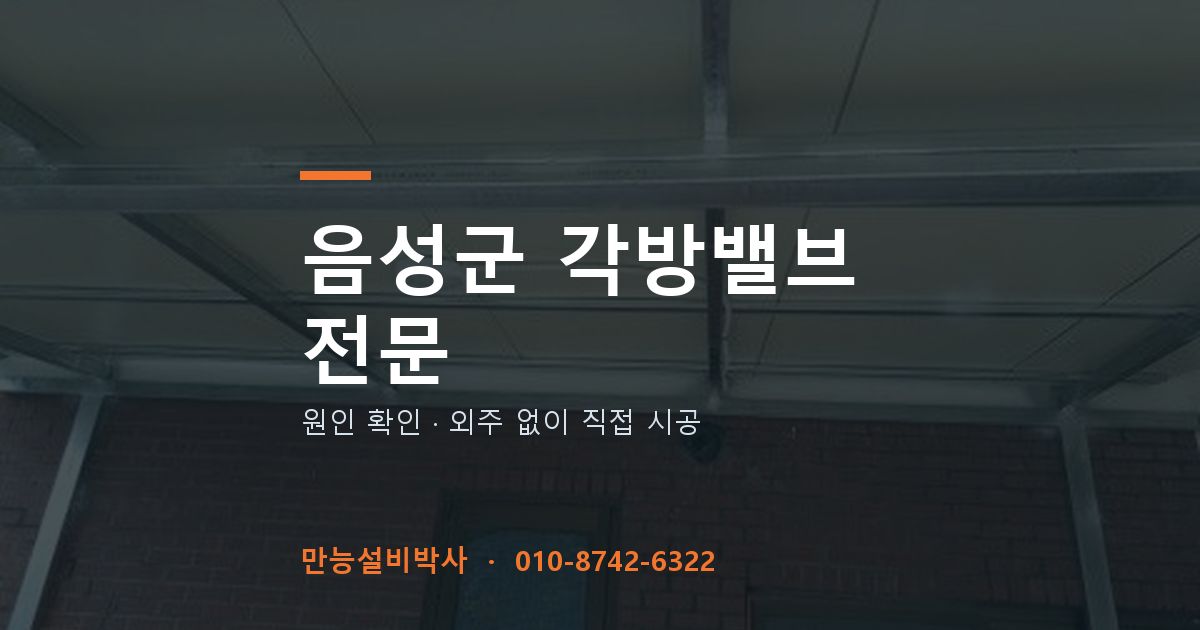 음성군 각방밸브
전문
원인 확인 · 외주 없이 직접 시공
만능설비박사 · 010-8742-6322